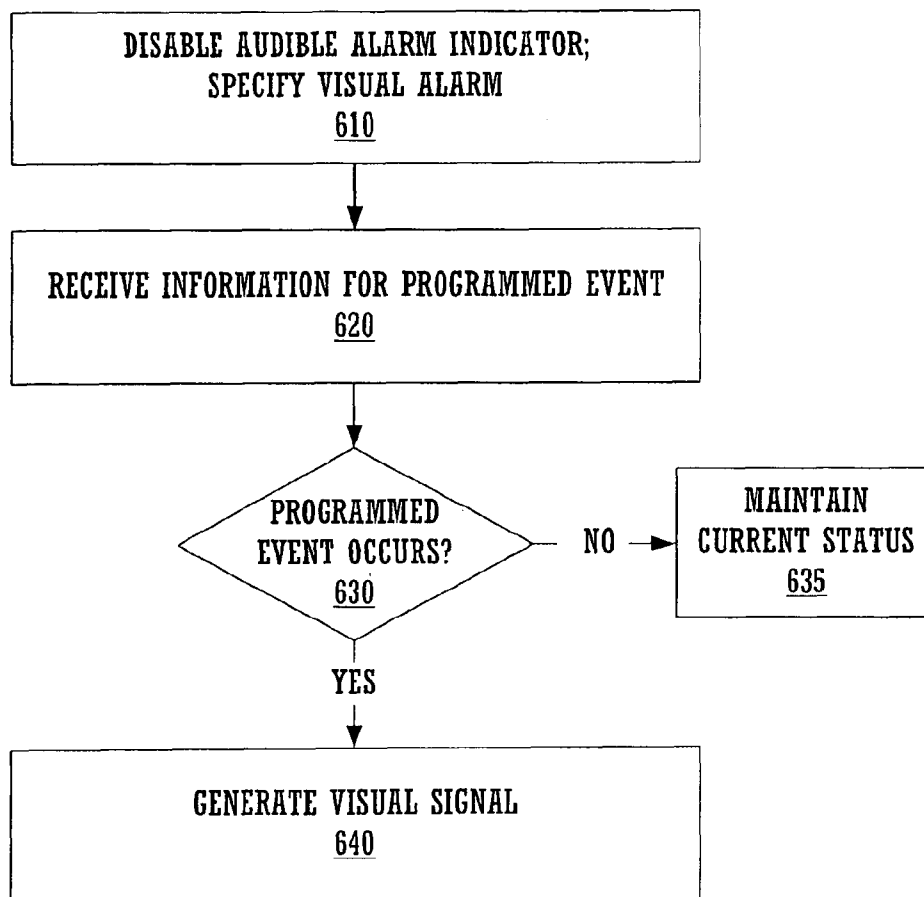 DISABLE AUDIBLE ALARM INDICATOR;
SPECIFY VISUAL ALARM
610
RECEIVE INFORMATION FOR PROGRAMMED EVENT
620
PROGRAMMED
EVENT OCCURS?
630
NO
MAINTAIN
CURRENT STATUS
635
YES
GENERATE VISUAL SIGNAL
640